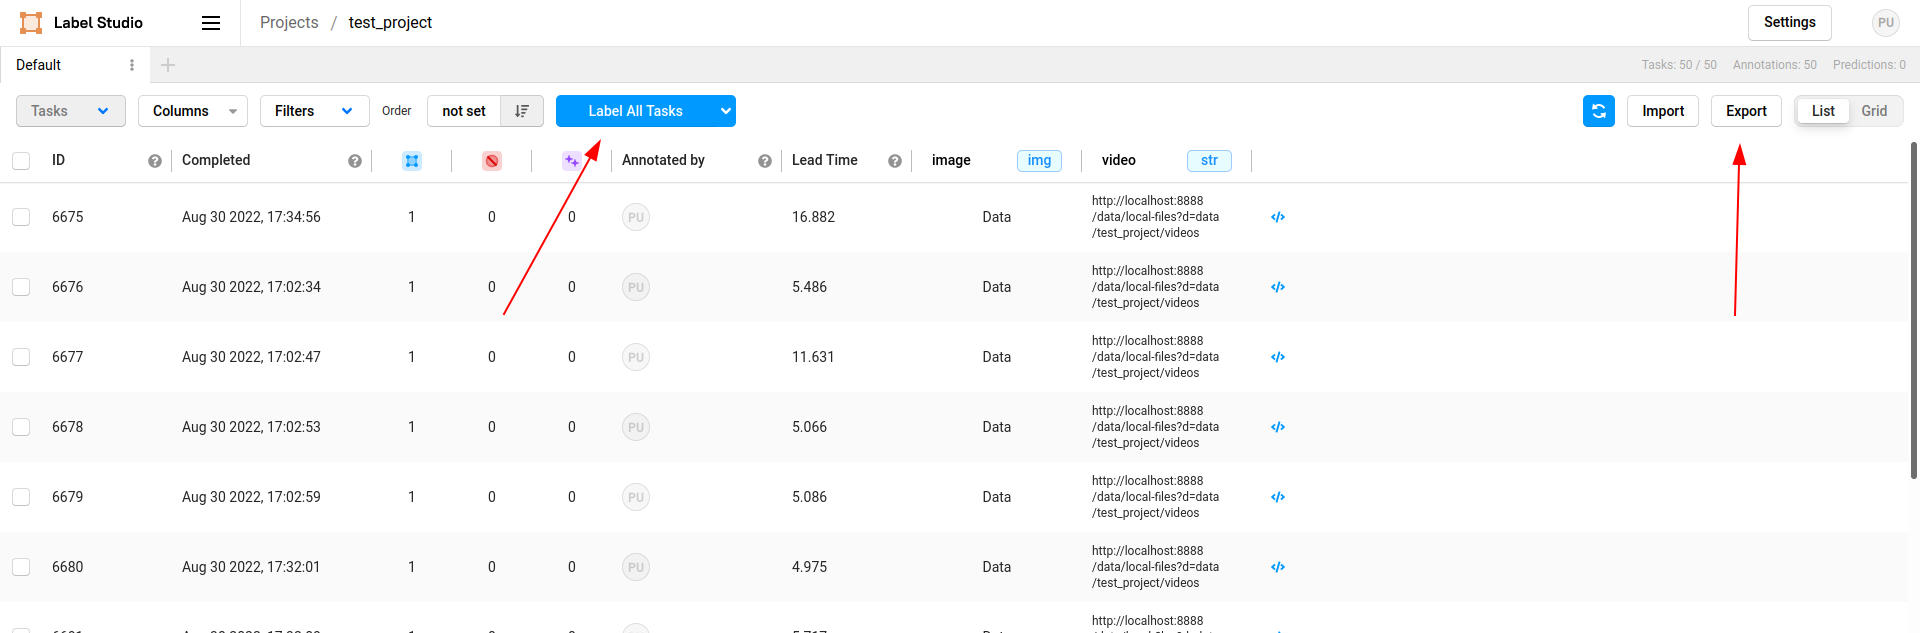 Label Studio
Projects / test_project
Settings
PU
Default
Tasks: 50 / 50 Annotations: 50 Predictions: 0
Tasks
Columns
Filters
Order
not set
Label All Tasks
Import
Export
List
Grid
ID ? Completed ? Annotated by ? Lead Time ? image img video str
6675 Aug 30 2022, 17:34:56 1 0 0 PU 16.882 Data
http://localhost:8888
/data/local-files?d=data
/test_project/videos
6676 Aug 30 2022, 17:02:34 1 0 0 PU 5.486 Data
http://localhost:8888
/data/local-files?d=data
/test_project/videos
6677 Aug 30 2022, 17:02:47 1 0 0 PU 11.631 Data
http://localhost:8888
/data/local-files?d=data
/test_project/videos
6678 Aug 30 2022, 17:02:53 1 0 0 PU 5.066 Data
http://localhost:8888
/data/local-files?d=data
/test_project/videos
6679 Aug 30 2022, 17:02:59 1 0 0 PU 5.086 Data
http://localhost:8888
/data/local-files?d=data
/test_project/videos
6680 Aug 30 2022, 17:32:01 1 0 0 PU 4.975 Data
http://localhost:8888
/data/local-files?d=data
/test_project/videos
http://localhost:8888